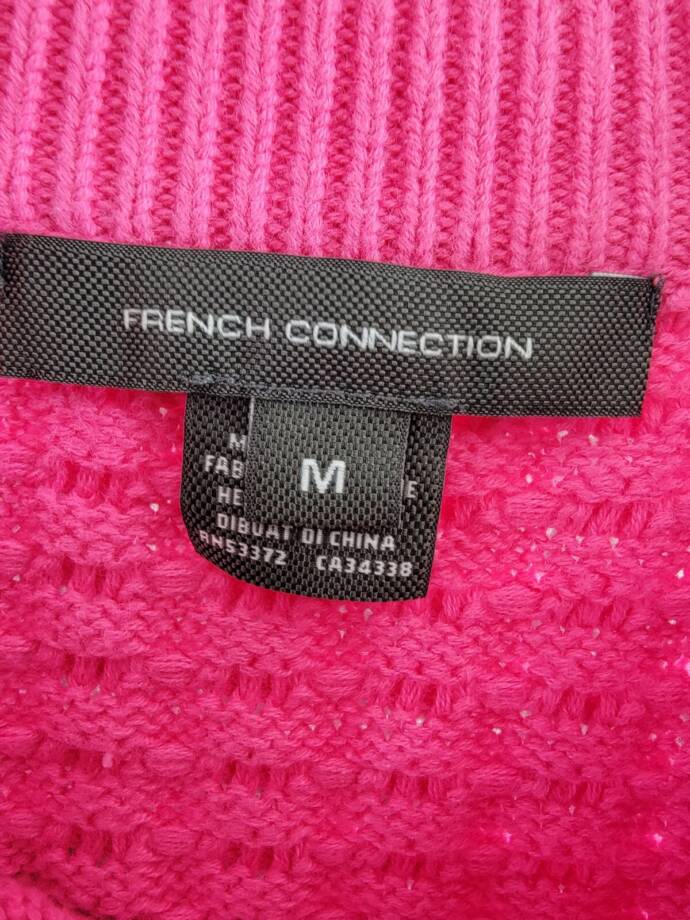 FRENCH CONNECTION
M
DIBUAT DI CHINA
RN53372 CA34338